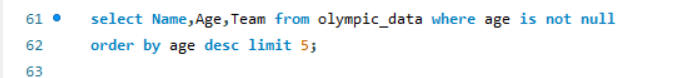 61 select Name,Age,Team from olympic_data where age is not null
62 order by age desc limit 5;
63